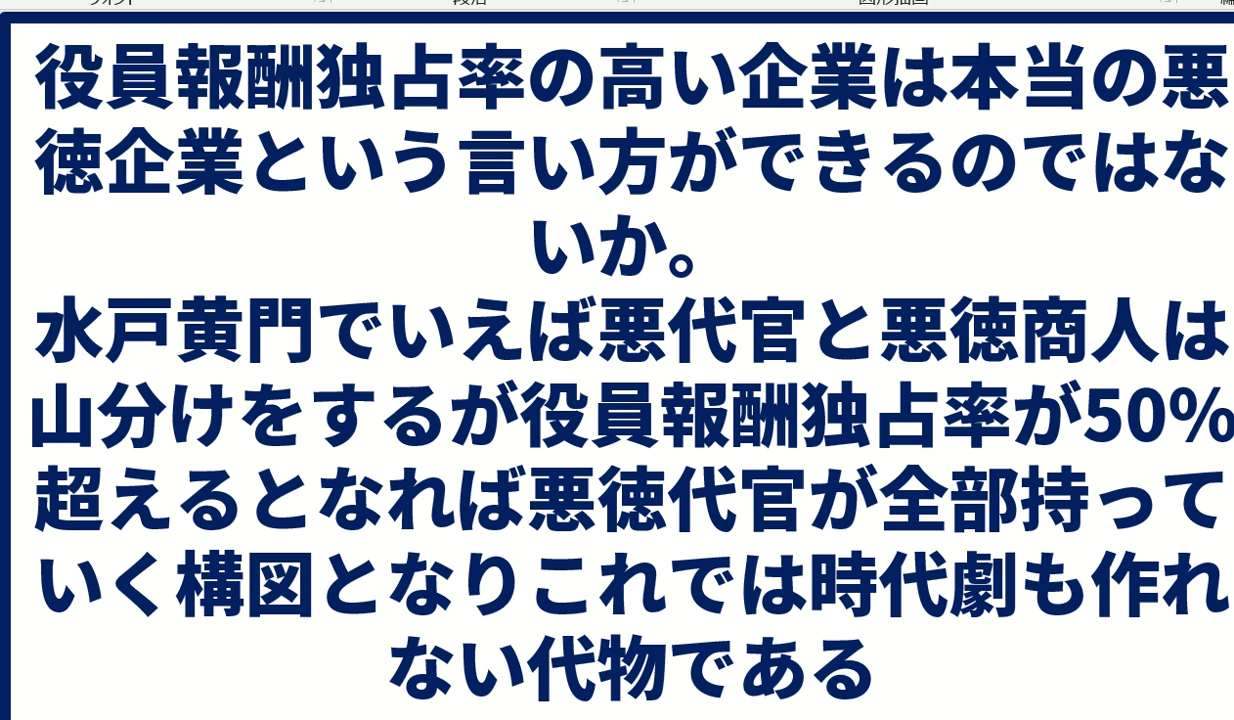 役員報酬独占率の高い企業は本当の悪
徳企業という言い方ができるのではな
いか。
水戸黄門でいえば悪代官と悪徳商人は
山分けをするが役員報酬独占率が50%
超えるとなれば悪徳代官が全部持って
いく構図となりこれでは時代劇も作れ
ない代物である